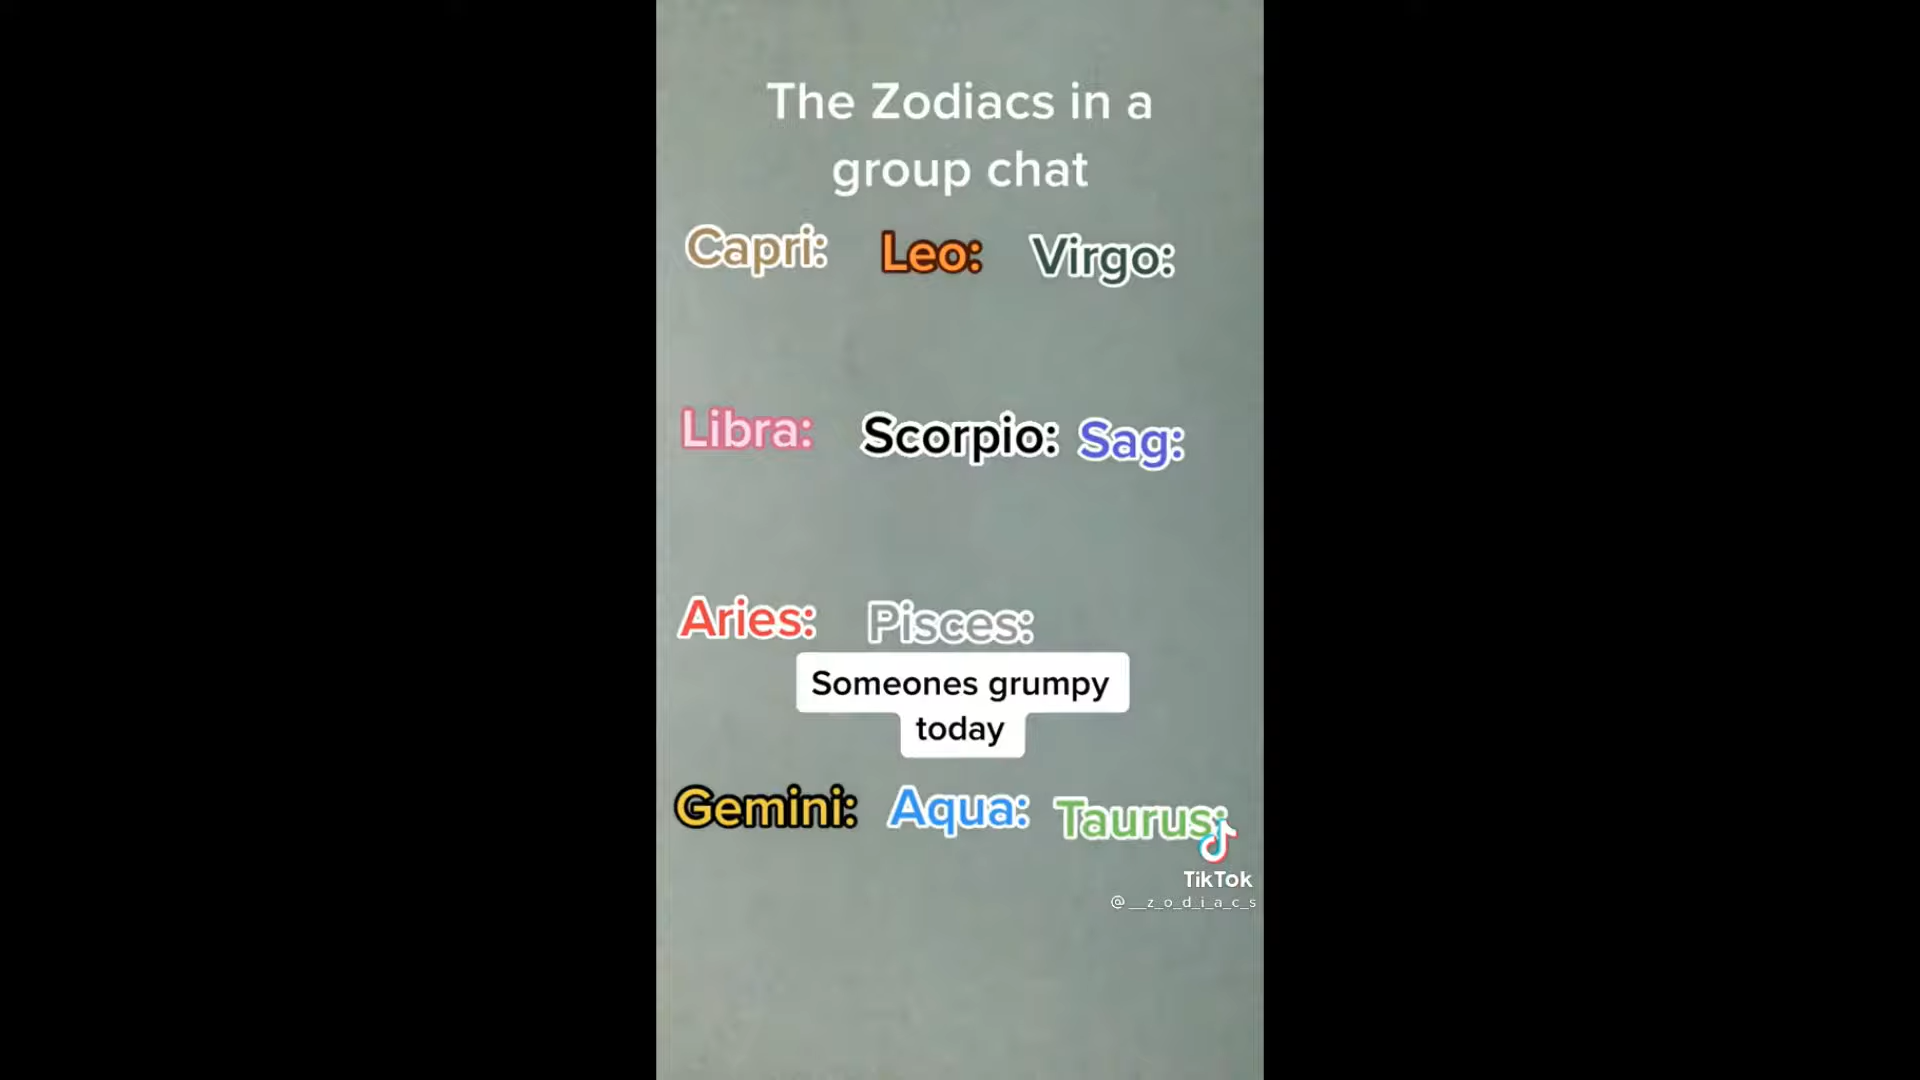 The Zodiacs in a
group chat
Capri: Leo: Virgo:
Libra: Scorpio: Sag:
Aries: Pisces:
Someones grumpy
today
Gemini: Aqua: Taurus:
TikTok
@__z_o_d_i_a_c_s